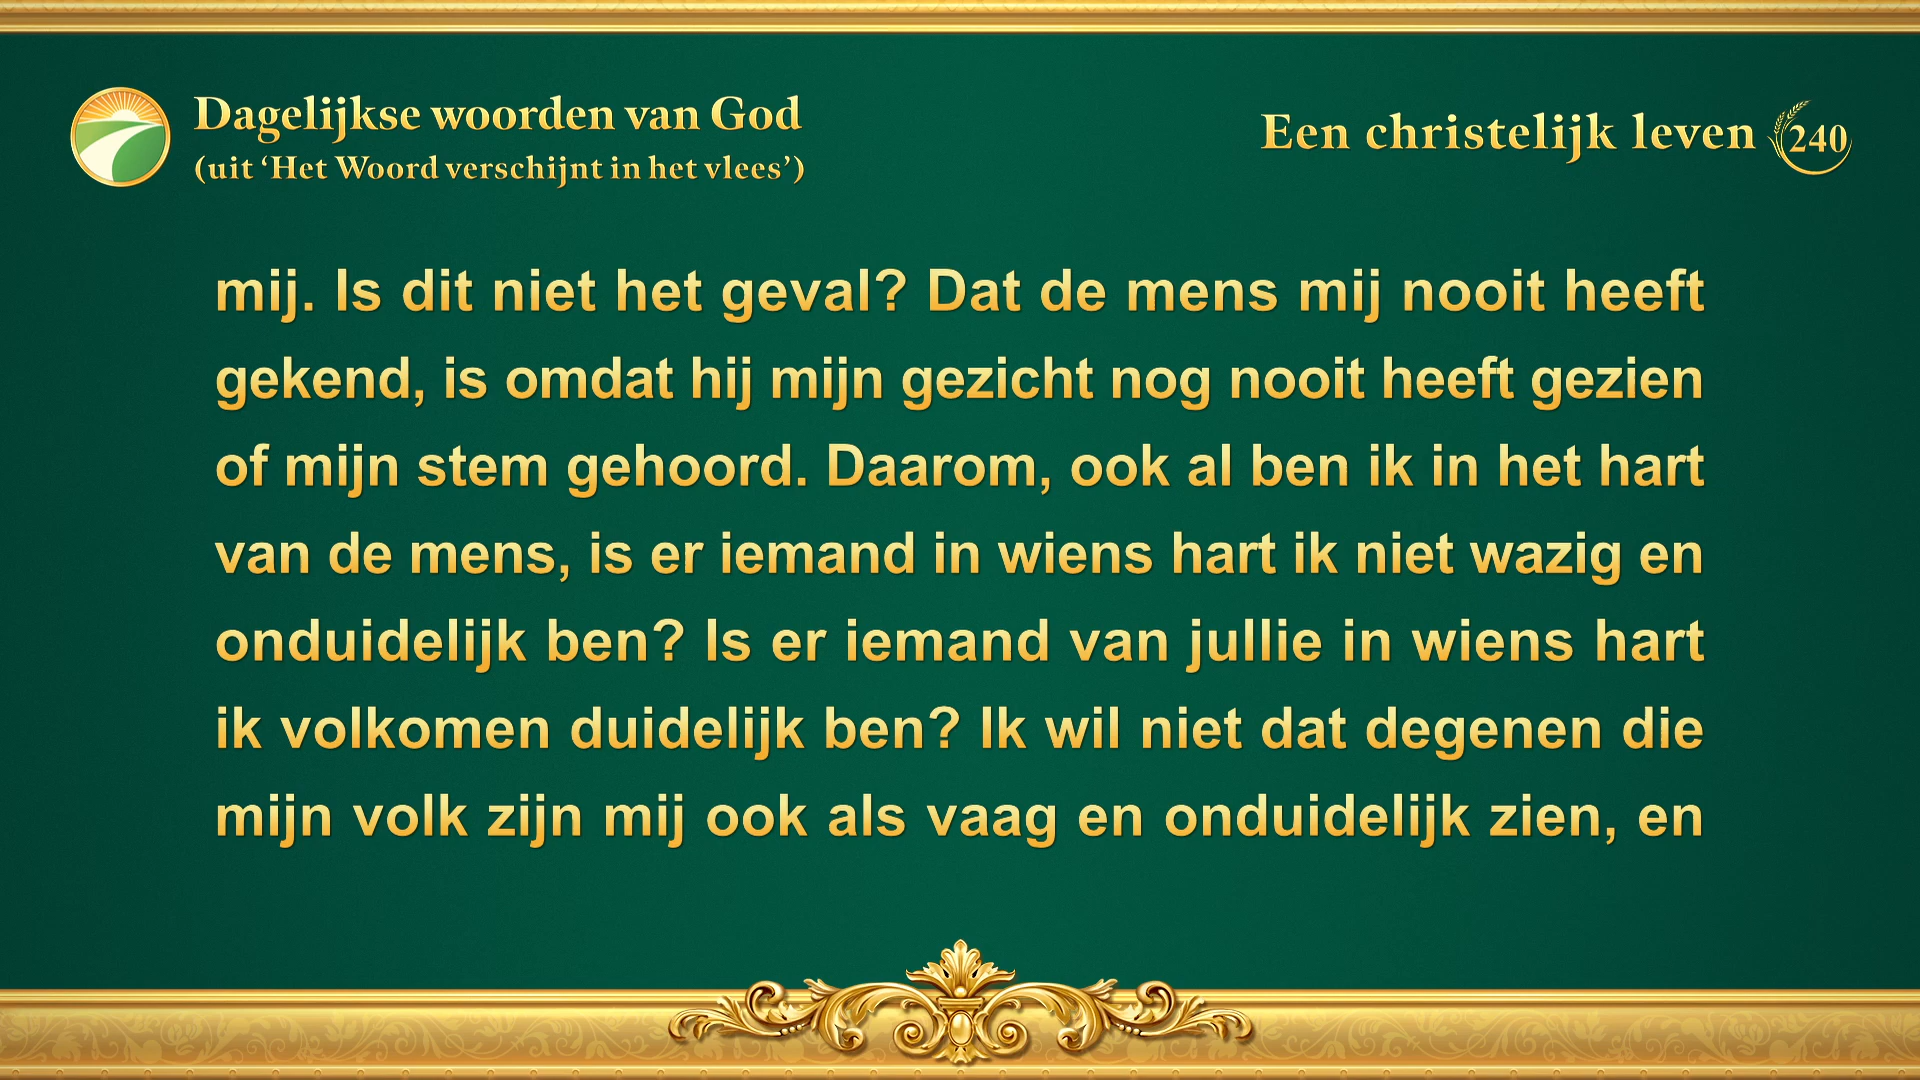 Dagelijkse woorden van God
(uit ‘Het Woord verschijnt in het vlees’)
Een christelijk leven 240
mij. Is dit niet het geval? Dat de mens mij nooit heeft
gekend, is omdat hij mijn gezicht nog nooit heeft gezien
of mijn stem gehoord. Daarom, ook al ben ik in het hart
van de mens, is er iemand in wiens hart ik niet wazig en
onduidelijk ben? Is er iemand van jullie in wiens hart
ik volkomen duidelijk ben? Ik wil niet dat degenen die
mijn volk zijn mij ook als vaag en onduidelijk zien, en